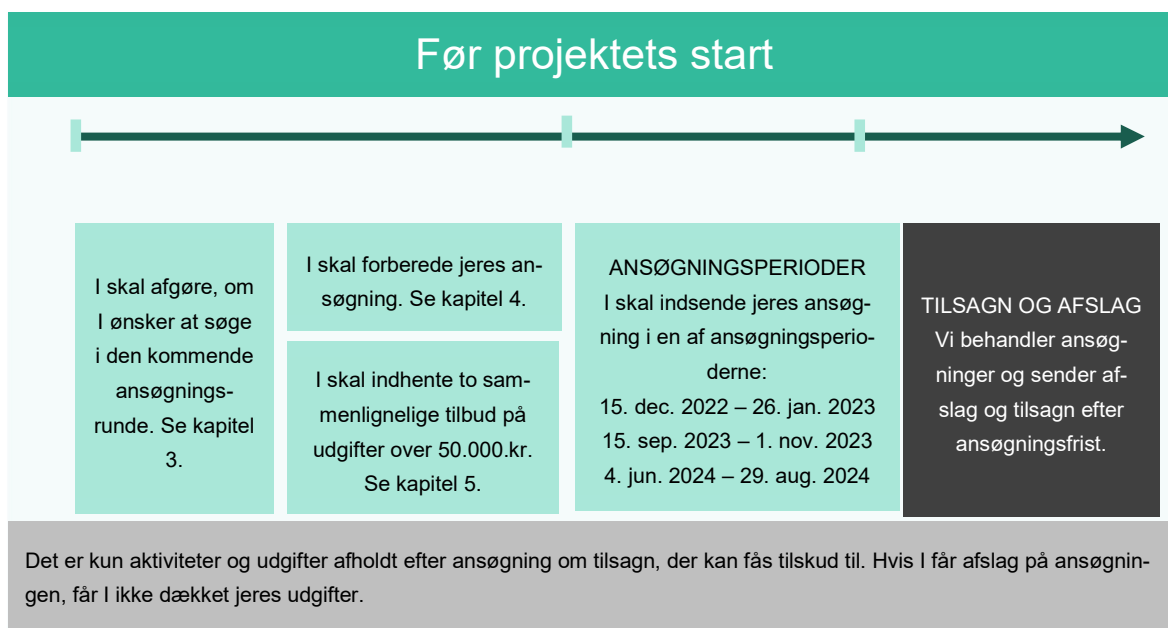 Før projektets start
I skal afgøre, om
I ønsker at søge
i den kommende
ansøgnings-
runde. Se kapitel
3.
I skal forberede jeres an-
søgning. Se kapitel 4.
I skal indhente to sam-
menlignelige tilbud på
udgifter over 50.000.kr.
Se kapitel 5.
ANSØGNINGSPERIODER
I skal indsende jeres ansøg-
ning i en af ansøgningsperio-
derne:
15. dec. 2022 – 26. jan. 2023
15. sep. 2023 – 1. nov. 2023
4. jun. 2024 – 29. aug. 2024
TILSAGN OG AFSLAG
Vi behandler ansøg-
ninger og sender af-
slag og tilsagn efter
ansøgningsfrist.
Det er kun aktiviteter og udgifter afholdt efter ansøgning om tilsagn, der kan fås tilskud til. Hvis I får afslag på ansøgnin-
gen, får I ikke dækket jeres udgifter.